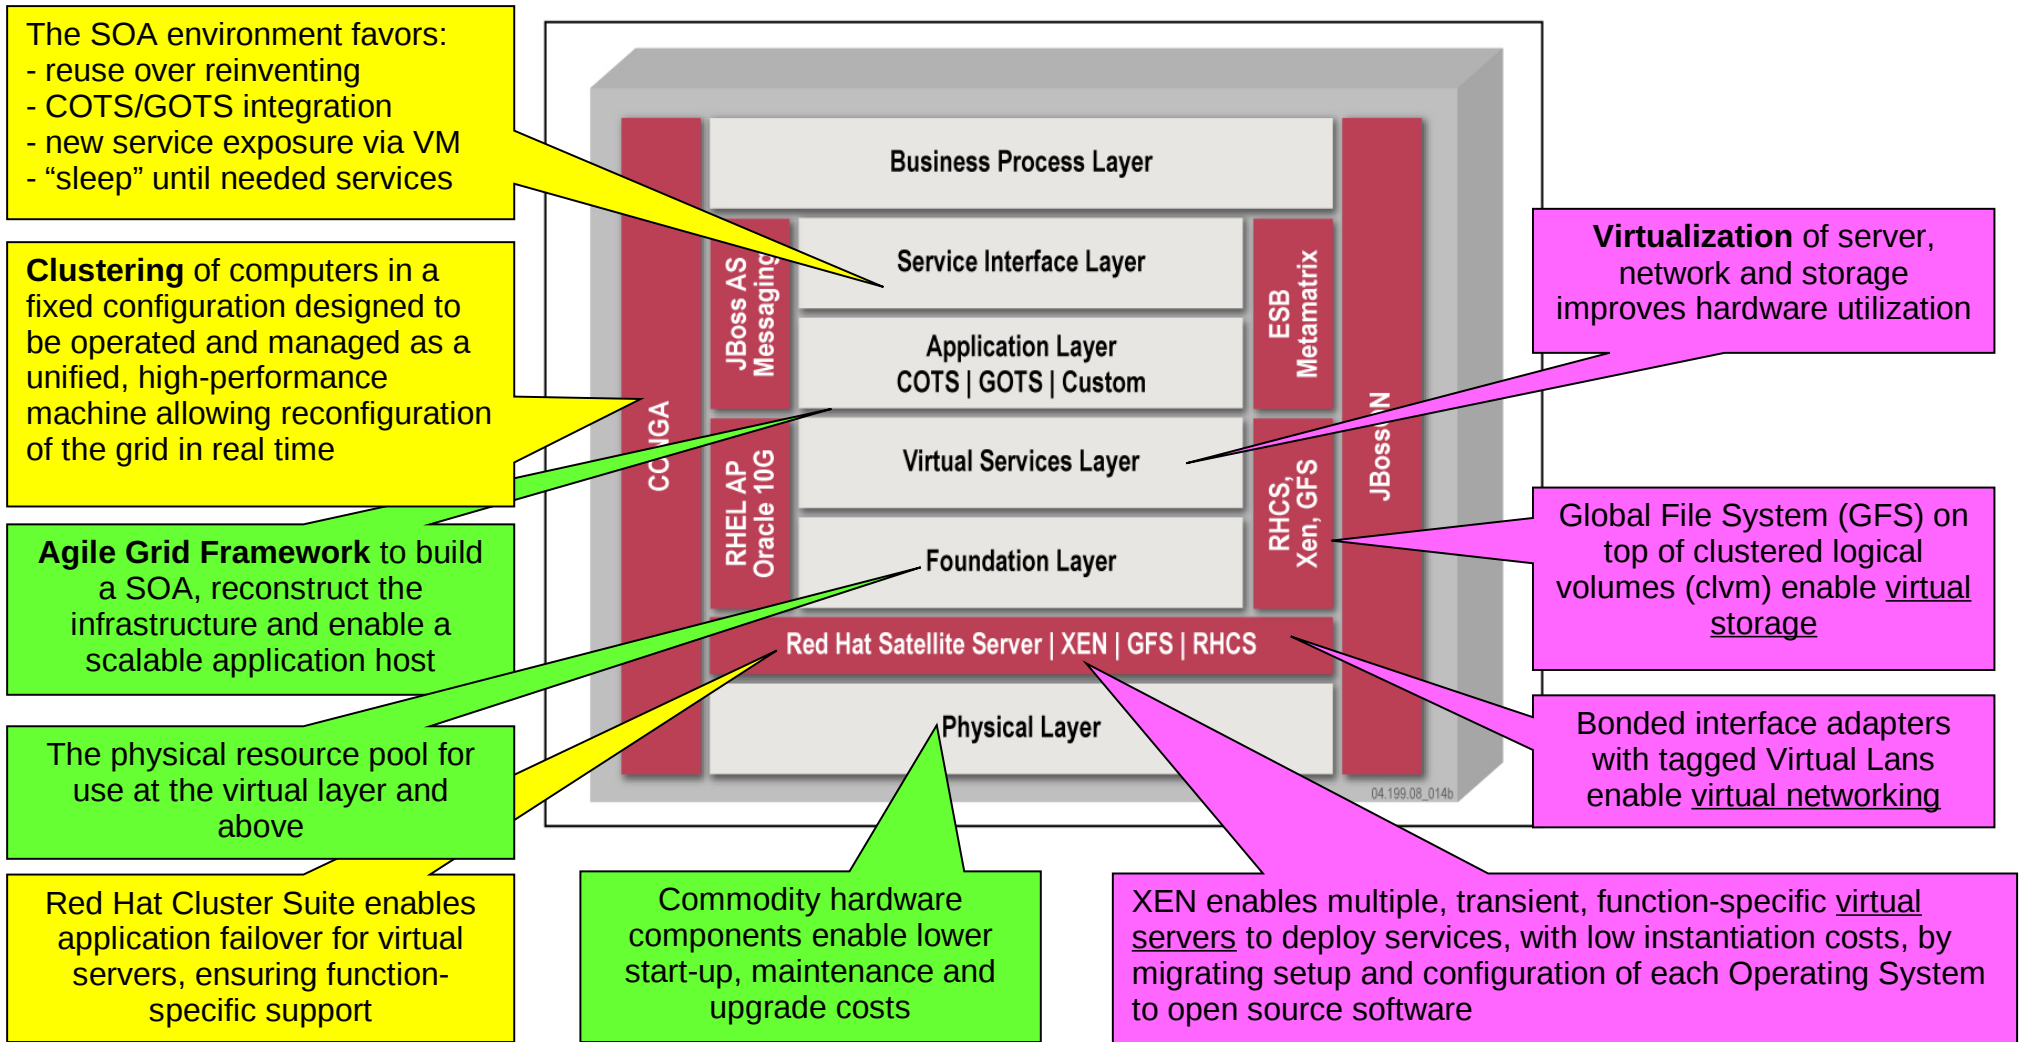 The SOA environment favors:
- reuse over reinventing
- COTS/GOTS integration
- new service exposure via VM
- “sleep” until needed services
Clustering of computers in a
fixed configuration designed to
be operated and managed as a
unified, high-performance
machine allowing reconfiguration
of the grid in real time
Agile Grid Framework to build
a SOA, reconstruct the
infrastructure and enable a
scalable application host
The physical resource pool for
use at the virtual layer and
above
Red Hat Cluster Suite enables
application failover for virtual
servers, ensuring function-
specific support
Business Process Layer
Service Interface Layer
Application Layer
COTS | GOTS | Custom
Virtual Services Layer
Foundation Layer
Red Hat Satellite Server | XEN | GFS | RHCS
Physical Layer
JBoss AS
Messaging
ESB
Metamatrix
RHEL AP
Oracle 10G
RHCS,
Xen, GFS
04.199.08_014b
Virtualization of server,
network and storage
improves hardware utilization
Global File System (GFS) on
top of clustered logical
volumes (clvm) enable virtual
storage
Bonded interface adapters
with tagged Virtual Lans
enable virtual networking
Commodity hardware
components enable lower
start-up, maintenance and
upgrade costs
XEN enables multiple, transient, function-specific virtual
servers to deploy services, with low instantiation costs, by
migrating setup and configuration of each Operating System
to open source software